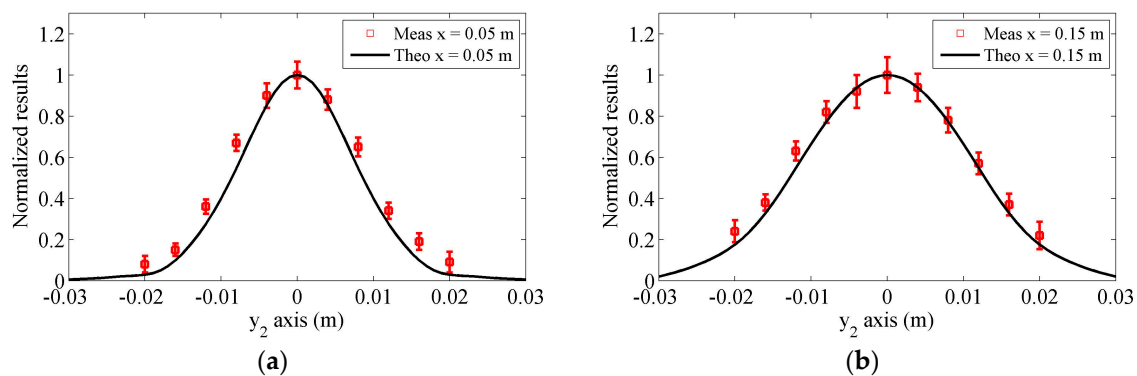 1.2
1
0.8
0.6
0.4
0.2
0
Normalized results
Meas x = 0.05 m
Theo x = 0.05 m
-0.03 -0.02 -0.01 0 0.01 0.02 0.03
y2 axis (m)
(a)
1.2
1
0.8
0.6
0.4
0.2
0
Normalized results
Meas x = 0.15 m
Theo x = 0.15 m
-0.03 -0.02 -0.01 0 0.01 0.02 0.03
y2 axis (m)
(b)